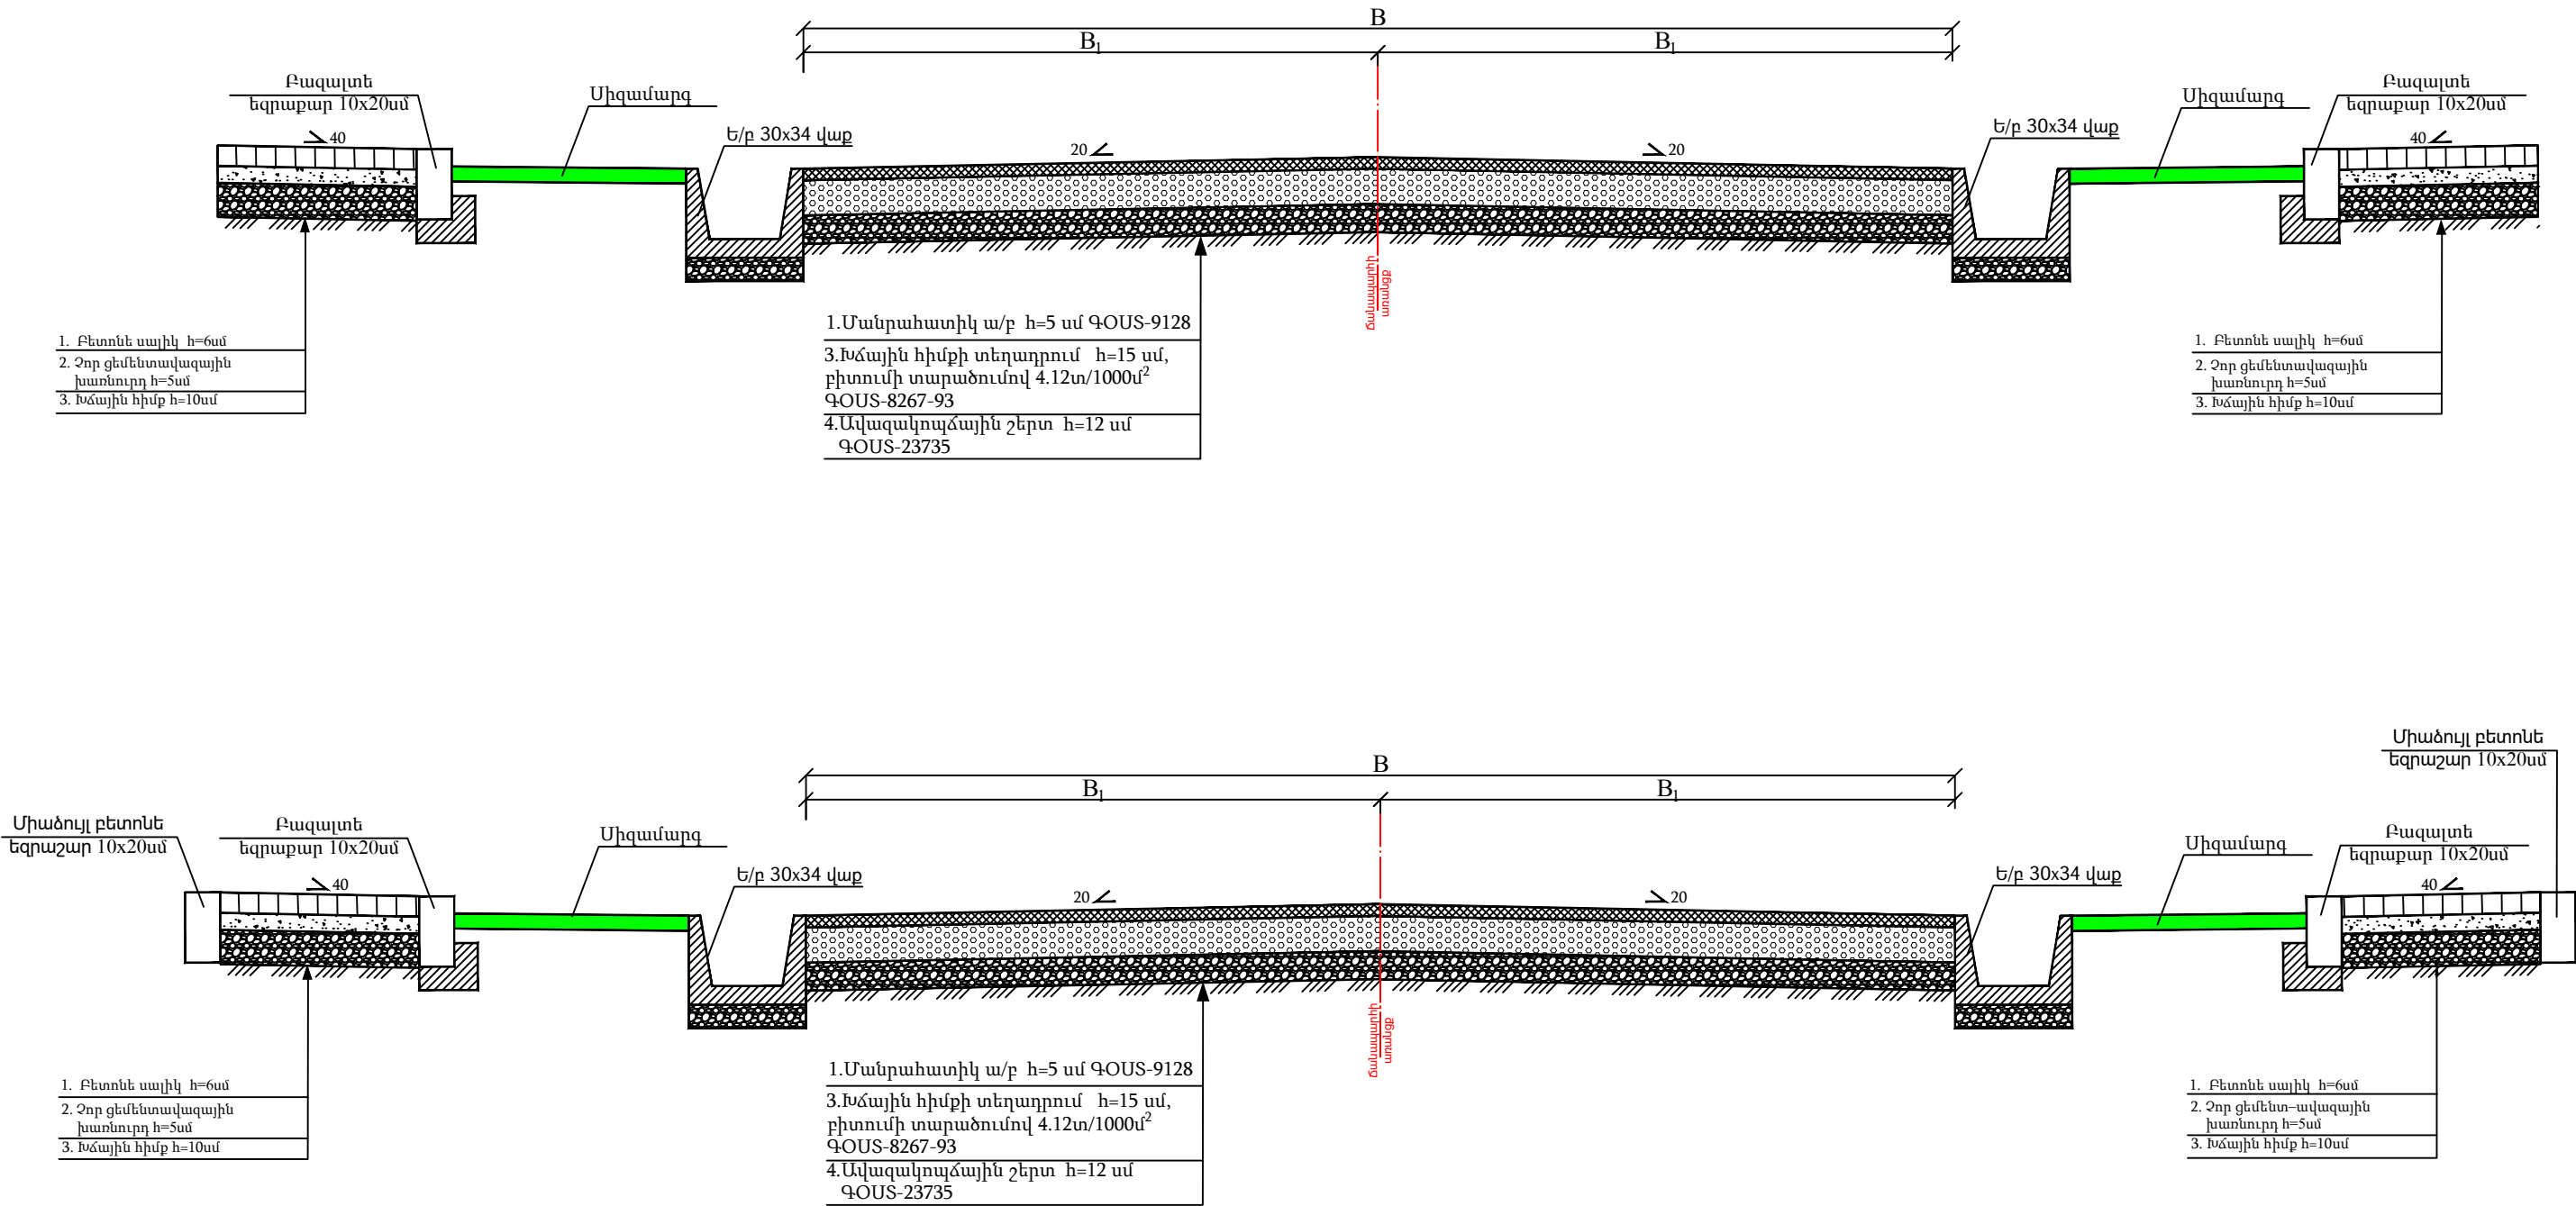 B
B₁
B₁
Բազալտե
եզրաքար 10x20սմ
Սիզամարգ
Ե/բ 30x34 վաք
40
20
20
Ե/բ 30x34 վաք
Սիզամարգ
Բազալտե
եզրաքար 10x20սմ
40
ճանապարհի
առանցք
1. Բետոնե սալիկ h=6սմ
2. Չոր ցեմենտավազային
խառնուրդ h=5սմ
3. Խճային հիմք h=10սմ
1.Մանրահատիկ ա/բ h=5 սմ ԳՕՍՏ-9128
3.Խճային հիմքի տեղադրում h=15 սմ,
բիտումի տարածումով 4.12տ/1000մ²
ԳՕՍՏ-8267-93
4.Ավազակոպճային շերտ h=12 սմ
ԳՕՍՏ-23735
1. Բետոնե սալիկ h=6սմ
2. Չոր ցեմենտավազային
խառնուրդ h=5սմ
3. Խճային հիմք h=10սմ
B
B₁
B₁
Միաձույլ բետոնե
եզրաշար 10x20սմ
Բազալտե
եզրաքար 10x20սմ
Սիզամարգ
Ե/բ 30x34 վաք
40
20
20
Ե/բ 30x34 վաք
Սիզամարգ
Բազալտե
եզրաքար 10x20սմ
40
Միաձույլ բետոնե
եզրաշար 10x20սմ
ճանապարհի
առանցք
1. Բետոնե սալիկ h=6սմ
2. Չոր ցեմենտավազային
խառնուրդ h=5սմ
3. Խճային հիմք h=10սմ
1.Մանրահատիկ ա/բ h=5 սմ ԳՕՍՏ-9128
3.Խճային հիմքի տեղադրում h=15 սմ,
բիտումի տարածումով 4.12տ/1000մ²
ԳՕՍՏ-8267-93
4.Ավազակոպճային շերտ h=12 սմ
ԳՕՍՏ-23735
1. Բետոնե սալիկ h=6սմ
2. Չոր ցեմենտ–ավազային
խառնուրդ h=5սմ
3. Խճային հիմք h=10սմ